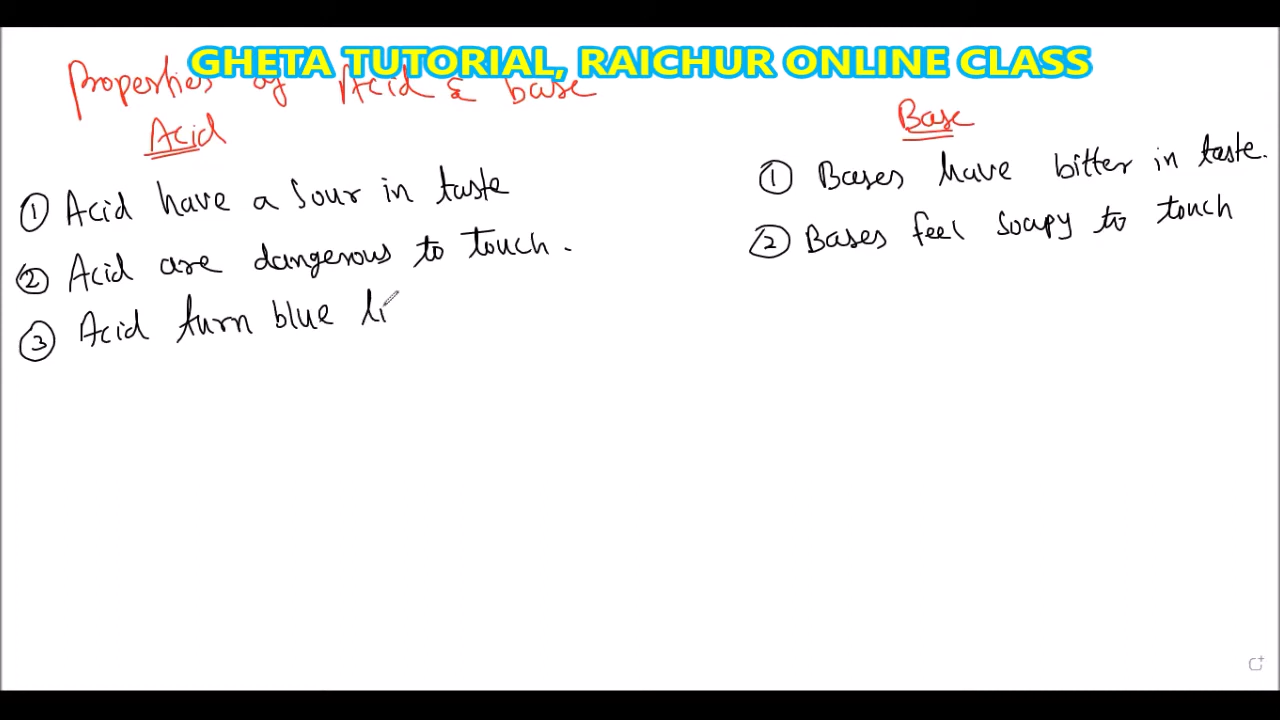 GHETA TUTORIAL, RAICHUR ONLINE CLASS
Properties of Acid & base
Acid
① Acid have a Sour in taste
② Acid are dangerous to touch.
③ Acid turn blue li
Base
① Bases have bitter in taste.
② Bases feel Soapy to touch